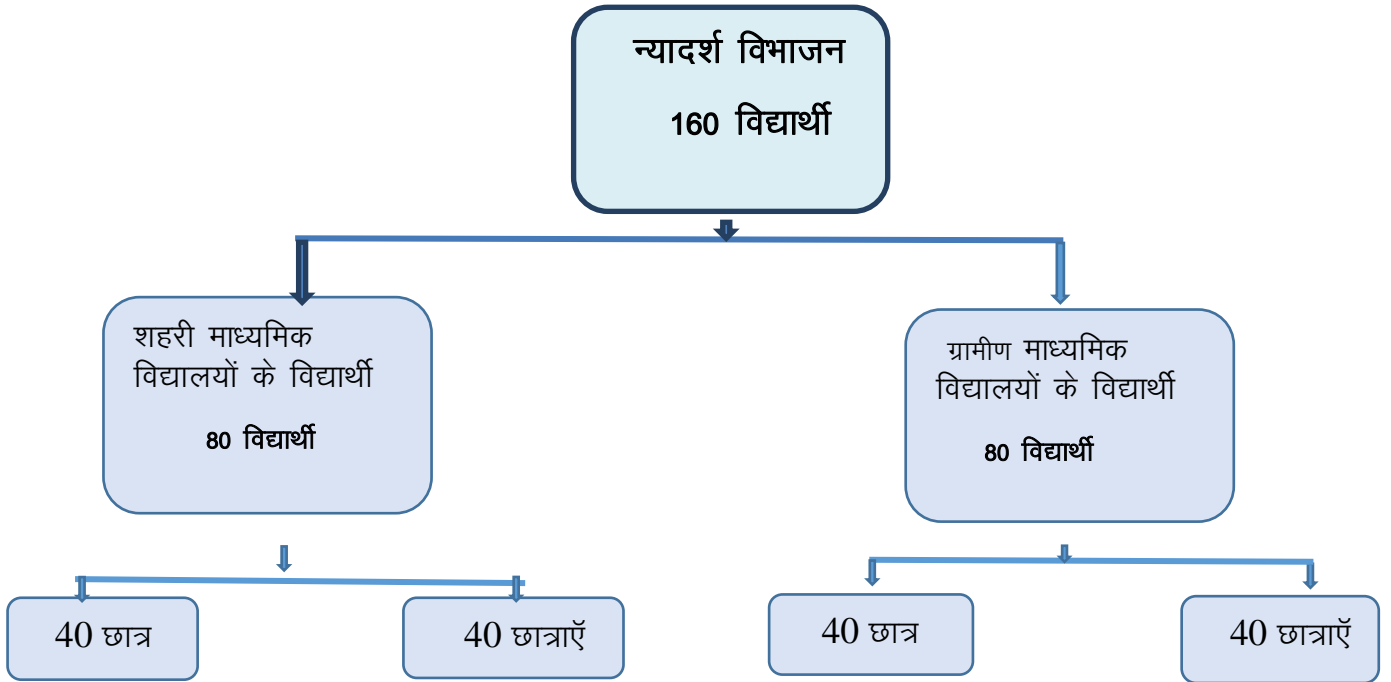 न्यादर्श विभाजन
160 विद्यार्थी
शहरी माध्यमिक
विद्यालयों के विद्यार्थी
80 विद्यार्थी
ग्रामीण माध्यमिक
विद्यालयों के विद्यार्थी
80 विद्यार्थी
40 छात्र
40 छात्राऍ
40 छात्र
40 छात्राऍ